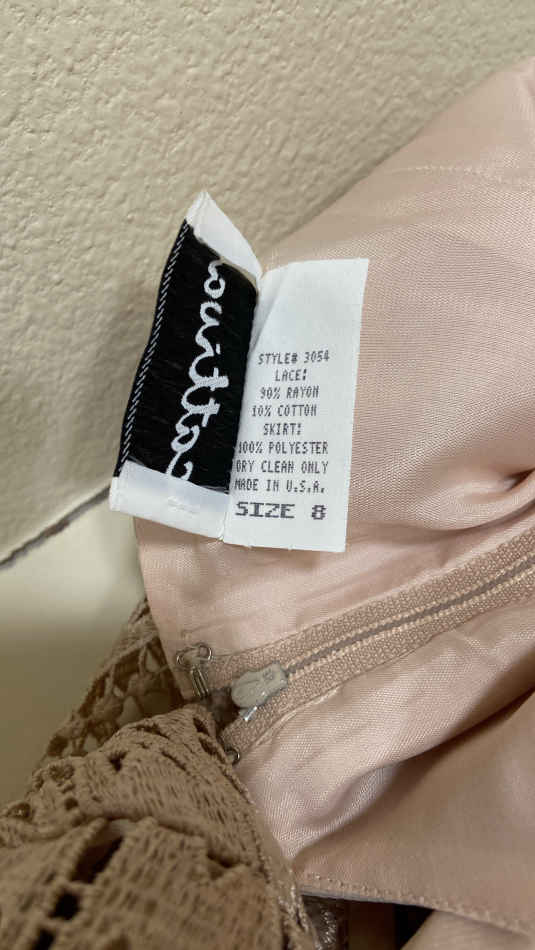 STYLE# 3054
LACE:
90% RAYON
10% COTTON
SKIRT:
100% POLYESTER
DRY CLEAN ONLY
MADE IN U.S.A.
SIZE 8